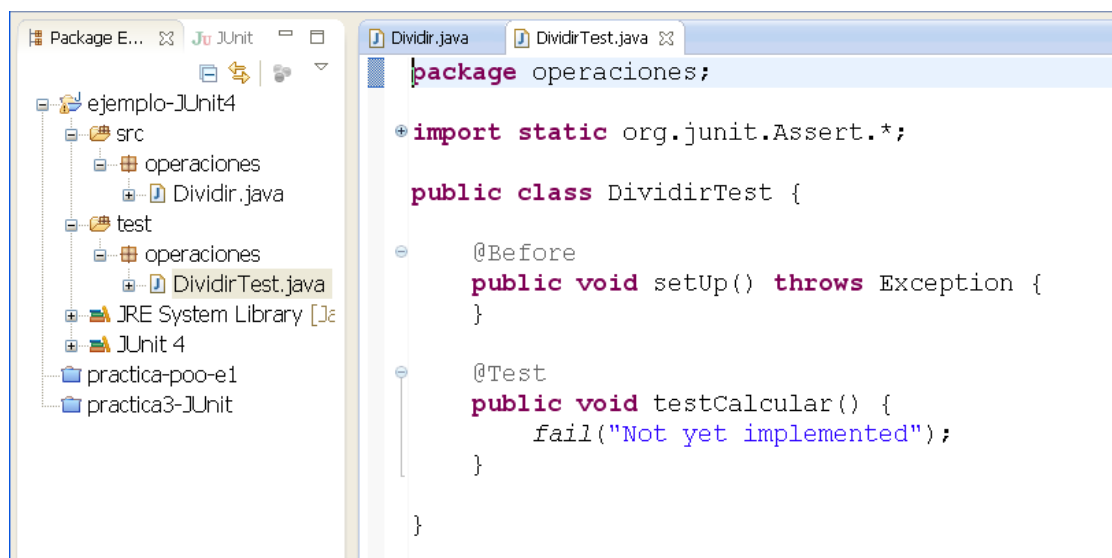 Package E... JUnit
ejemplo-JUnit4
src
operaciones
Dividir.java
test
operaciones
DividirTest.java
JRE System Library [Ja
JUnit 4
practica-poo-e1
practica3-JUnit
Dividir.java DividirTest.java
package operaciones;
import static org.junit.Assert.*;
public class DividirTest {
@Before
public void setUp() throws Exception {
}
@Test
public void testCalcular() {
fail("Not yet implemented");
}
}